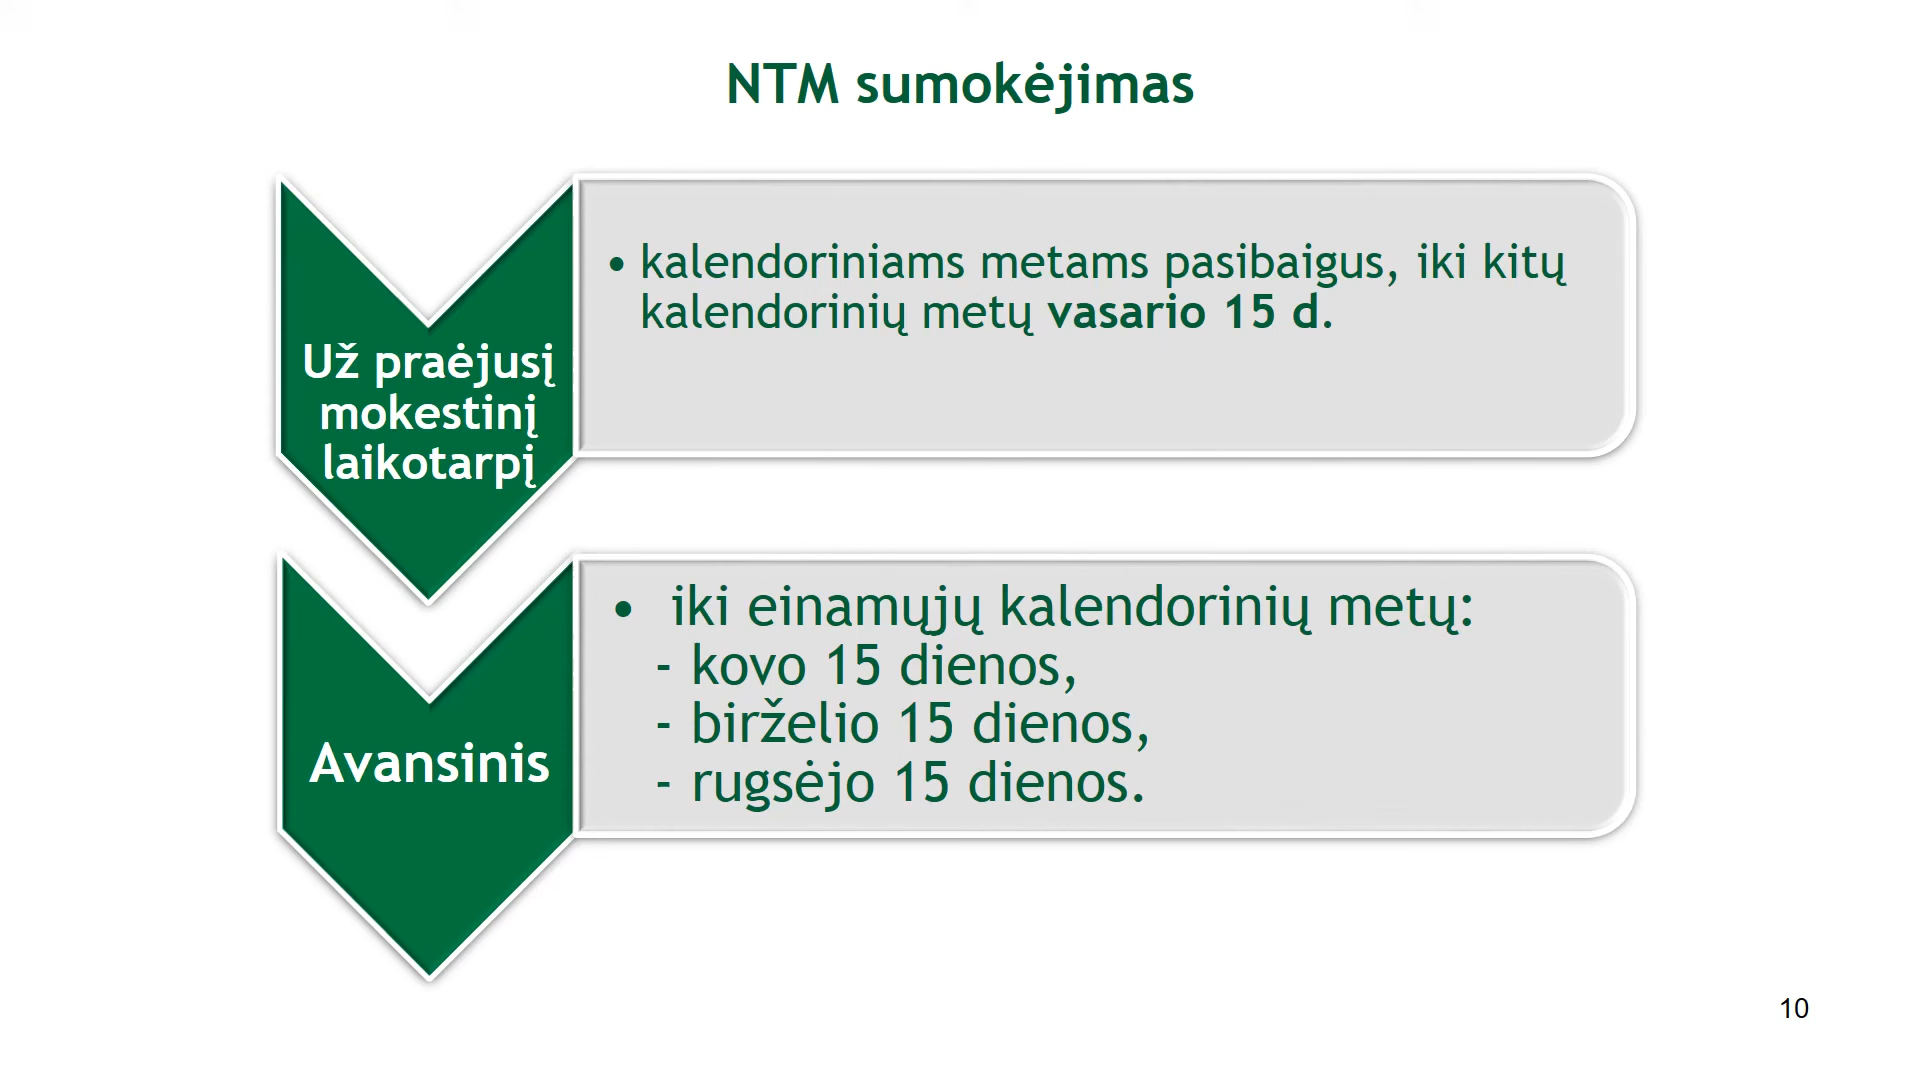 NTM sumokėjimas
Už praėjusį
mokestinį
laikotarpį
• kalendoriniams metams pasibaigus, iki kitų
kalendorinių metų vasario 15 d.
Avansinis
• iki einamųjų kalendorinių metų:
- kovo 15 dienos,
- birželio 15 dienos,
- rugsėjo 15 dienos.
10